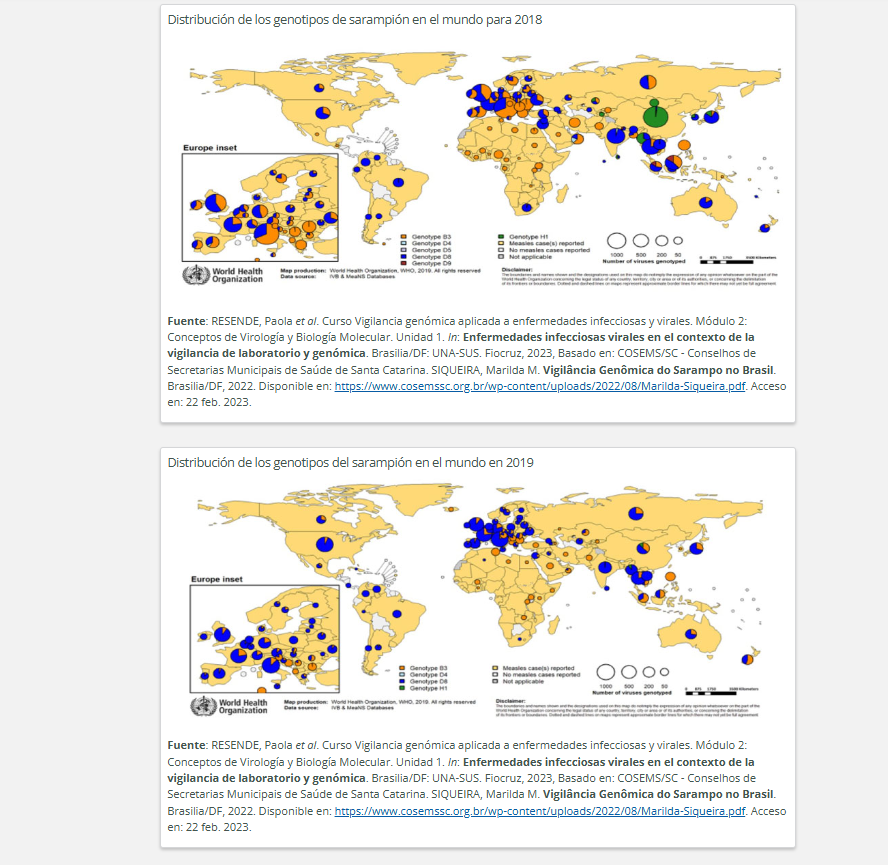 Distribución de los genotipos de sarampión en el mundo para 2018
Europe inset
Genotype B3
Genotype D4
Genotype D5
Genotype D8
Genotype D9
Genotype H1
Measles case(s) reported
No measles cases reported
Not applicable
1000 500 200 50
Number of viruses genotyped
World Health
Organization
Map production: World Health Organization, WHO, 2019. All rights reserved
Data source: IVB & MeaNS Databases
Disclaimer:
Fuente: RESENDE, Paola et al. Curso Vigilancia genómica aplicada a enfermedades infecciosas y virales. Módulo 2:
Conceptos de Virología y Biología Molecular. Unidad 1. In: Enfermedades infecciosas virales en el contexto de la
vigilancia de laboratorio y genómica. Brasilia/DF: UNA-SUS. Fiocruz, 2023, Basado en: COSEMS/SC - Conselhos de
Secretarias Municipais de Saúde de Santa Catarina. SIQUEIRA, Marilda M. Vigilância Genômica do Sarampo no Brasil.
Brasilia/DF, 2022. Disponible en: https://www.cosemssc.org.br/wp-content/uploads/2022/08/Marilda-Siqueira.pdf. Acceso
en: 22 feb. 2023.
Distribución de los genotipos del sarampión en el mundo en 2019
Europe inset
Genotype B3
Genotype D4
Genotype D8
Genotype H1
Measles case(s) reported
No measles cases reported
Not applicable
1000 500 200 50
Number of viruses genotyped
World Health
Organization
Map production: World Health Organization, WHO, 2019. All rights reserved
Data source: IVB & MeaNS Databases
Disclaimer:
Fuente: RESENDE, Paola et al. Curso Vigilancia genómica aplicada a enfermedades infecciosas y virales. Módulo 2:
Conceptos de Virología y Biología Molecular. Unidad 1. In: Enfermedades infecciosas virales en el contexto de la
vigilancia de laboratorio y genómica. Brasilia/DF: UNA-SUS. Fiocruz, 2023, Basado en: COSEMS/SC - Conselhos de
Secretarias Municipais de Saúde de Santa Catarina. SIQUEIRA, Marilda M. Vigilância Genômica do Sarampo no Brasil.
Brasilia/DF, 2022. Disponible en: https://www.cosemssc.org.br/wp-content/uploads/2022/08/Marilda-Siqueira.pdf. Acceso
en: 22 feb. 2023.